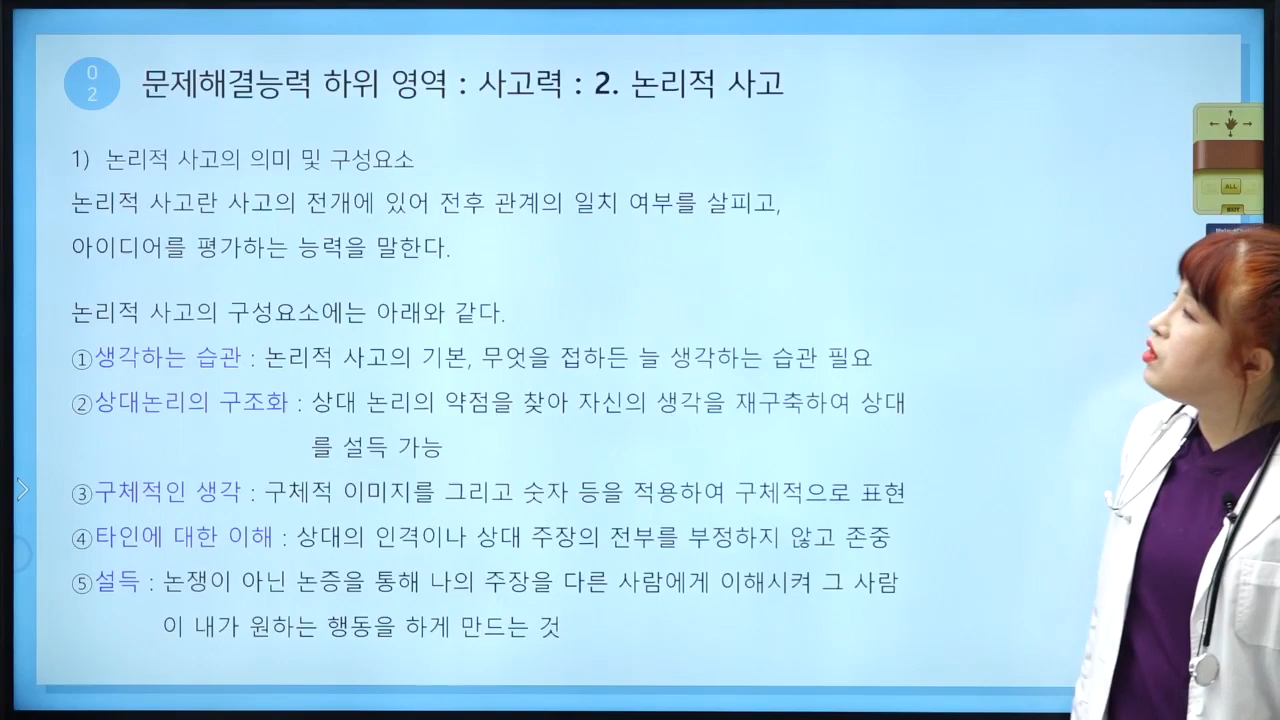 0
2
문제해결능력 하위 영역 : 사고력 : 2. 논리적 사고
1) 논리적 사고의 의미 및 구성요소
논리적 사고란 사고의 전개에 있어 전후 관계의 일치 여부를 살피고,
아이디어를 평가하는 능력을 말한다.
논리적 사고의 구성요소에는 아래와 같다.
①생각하는 습관 : 논리적 사고의 기본, 무엇을 접하든 늘 생각하는 습관 필요
②상대논리의 구조화 : 상대 논리의 약점을 찾아 자신의 생각을 재구축하여 상대
를 설득 가능
③구체적인 생각 : 구체적 이미지를 그리고 숫자 등을 적용하여 구체적으로 표현
④타인에 대한 이해 : 상대의 인격이나 상대 주장의 전부를 부정하지 않고 존중
⑤설득 : 논쟁이 아닌 논증을 통해 나의 주장을 다른 사람에게 이해시켜 그 사람
이 내가 원하는 행동을 하게 만드는 것
ALL
EXIT